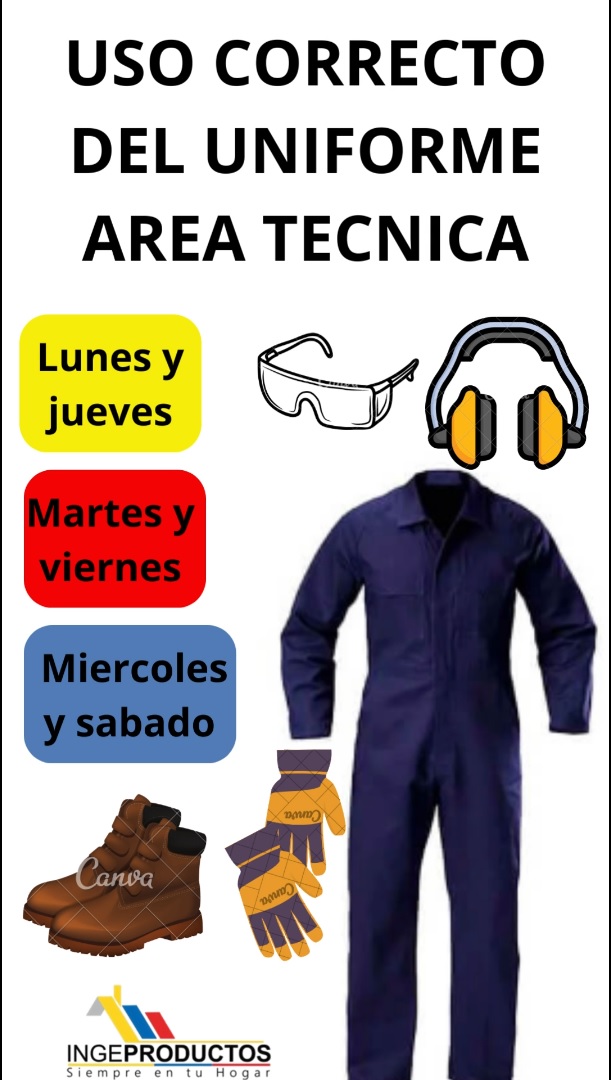 USO CORRECTO
DEL UNIFORME
AREA TECNICA
Lunes y
jueves
Martes y
viernes
Miercoles
y sabado
Canva
Canva
Canva
INGEPRODUCTOS
Siempre en tu Hogar